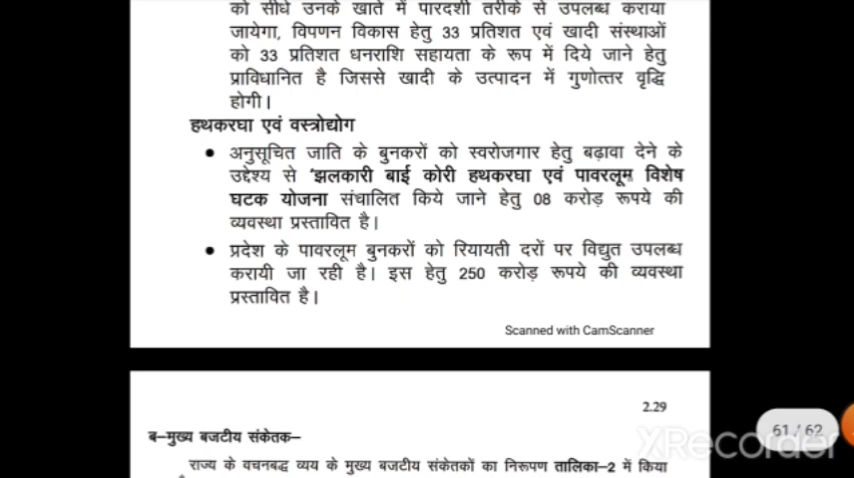 को सीधे उनके खाते में पारदर्शी तरीके से उपलब्ध कराया
जायेगा, विपणन विकास हेतु 33 प्रतिशत एवं खादी संस्थाओं
को 33 प्रतिशत धनराशि सहायता के रूप में दिये जाने हेतु
प्राविधानित है जिससे खादी के उत्पादन में गुणोत्तर वृद्धि
होगी।
हथकरघा एवं वस्त्रोद्योग
• अनुसूचित जाति के बुनकरों को स्वरोजगार हेतु बढ़ावा देने के
उद्देश्य से 'झलकारी बाई कोरी हथकरघा एवं पावरलूम विशेष
घटक योजना संचालित किये जाने हेतु 08 करोड़ रूपये की
व्यवस्था प्रस्तावित है।
• प्रदेश के पावरलूम बुनकरों को रियायती दरों पर विद्युत उपलब्ध
करायी जा रही है। इस हेतु 250 करोड़ रूपये की व्यवस्था
प्रस्तावित है।
Scanned with CamScanner
2.29
61 / 62
XRecorder
ब–मुख्य बजटीय संकेतक–
राज्य के वचनबद्ध व्यय के मुख्य बजटीय संकेतकों का निरूपण तालिका–2 में किया